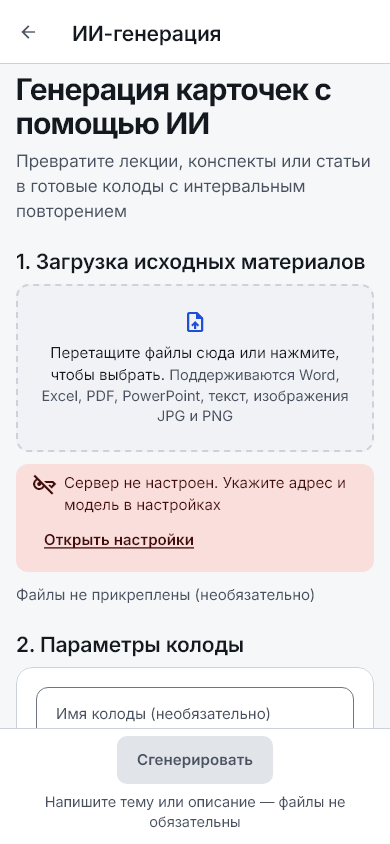 ИИ-генерация
Генерация карточек с
помощью ИИ
Превратите лекции, конспекты или статьи
в готовые колоды с интервальным
повторением
1. Загрузка исходных материалов
Перетащите файлы сюда или нажмите,
чтобы выбрать. Поддерживаются Word,
Excel, PDF, PowerPoint, текст, изображения
JPG и PNG
Сервер не настроен. Укажите адрес и
модель в настройках
Открыть настройки
Файлы не прикреплены (необязательно)
2. Параметры колоды
Имя колоды (необязательно)
Сгенерировать
Напишите тему или описание — файлы не
обязательны